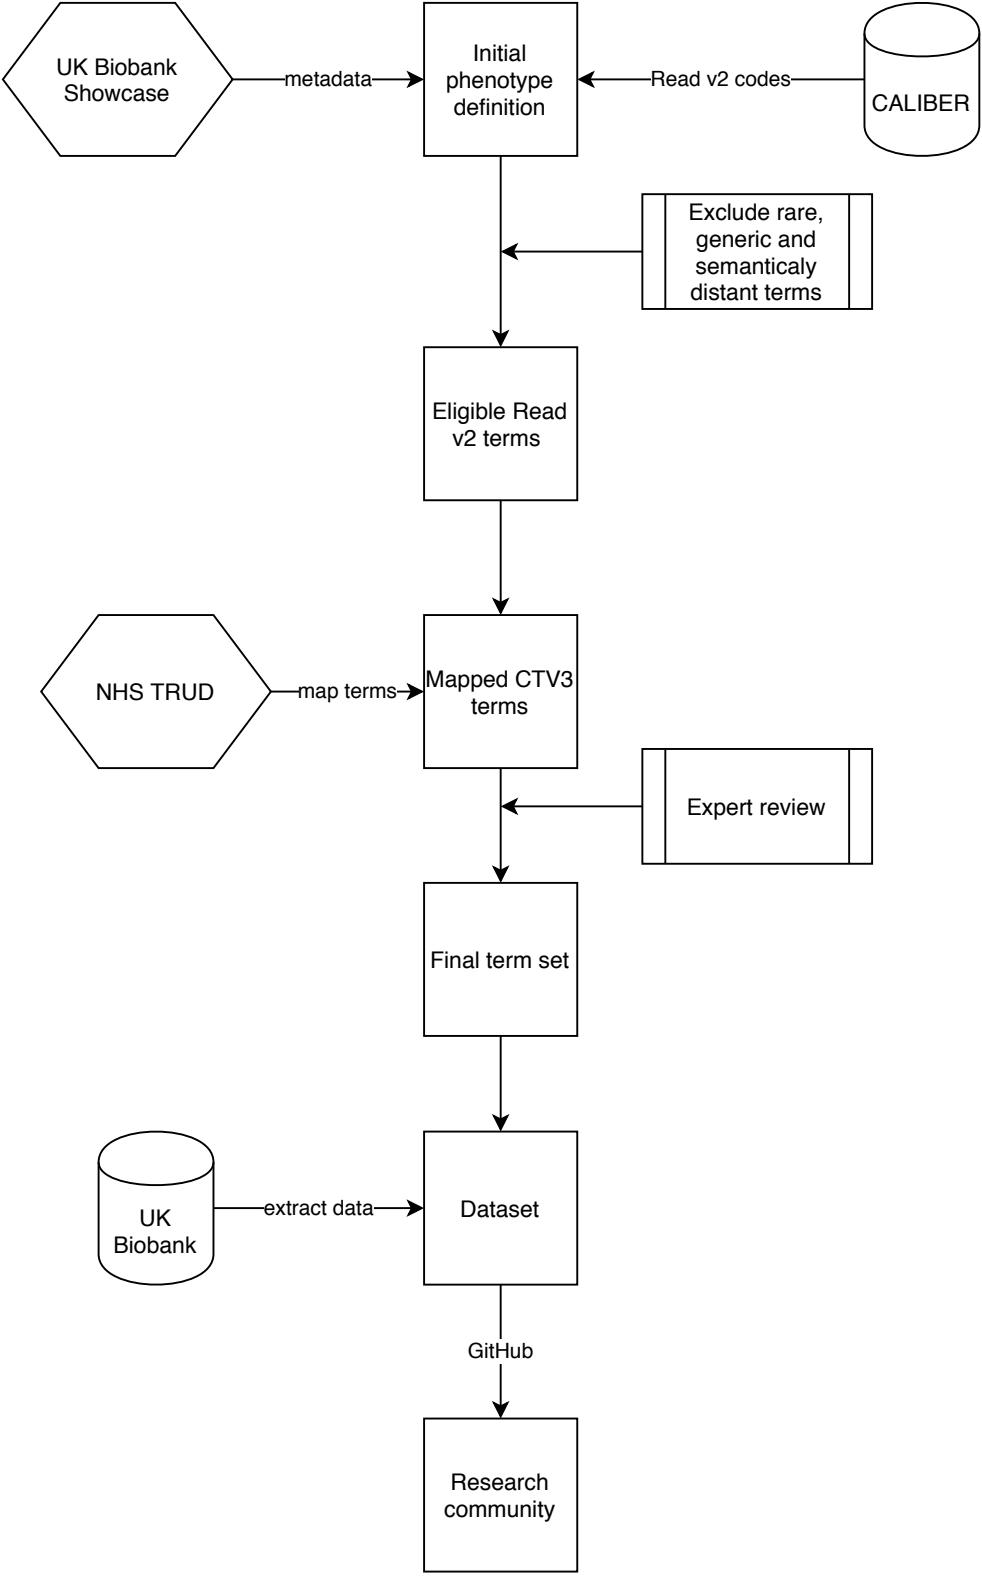 UK Biobank
Showcase
metadata
Initial
phenotype
definition
Read v2 codes
CALIBER
Exclude rare,
generic and
semanticaly
distant terms
Eligible Read
v2 terms
NHS TRUD
map terms
Mapped CTV3
terms
Expert review
Final term set
UK
Biobank
extract data
Dataset
GitHub
Research
community